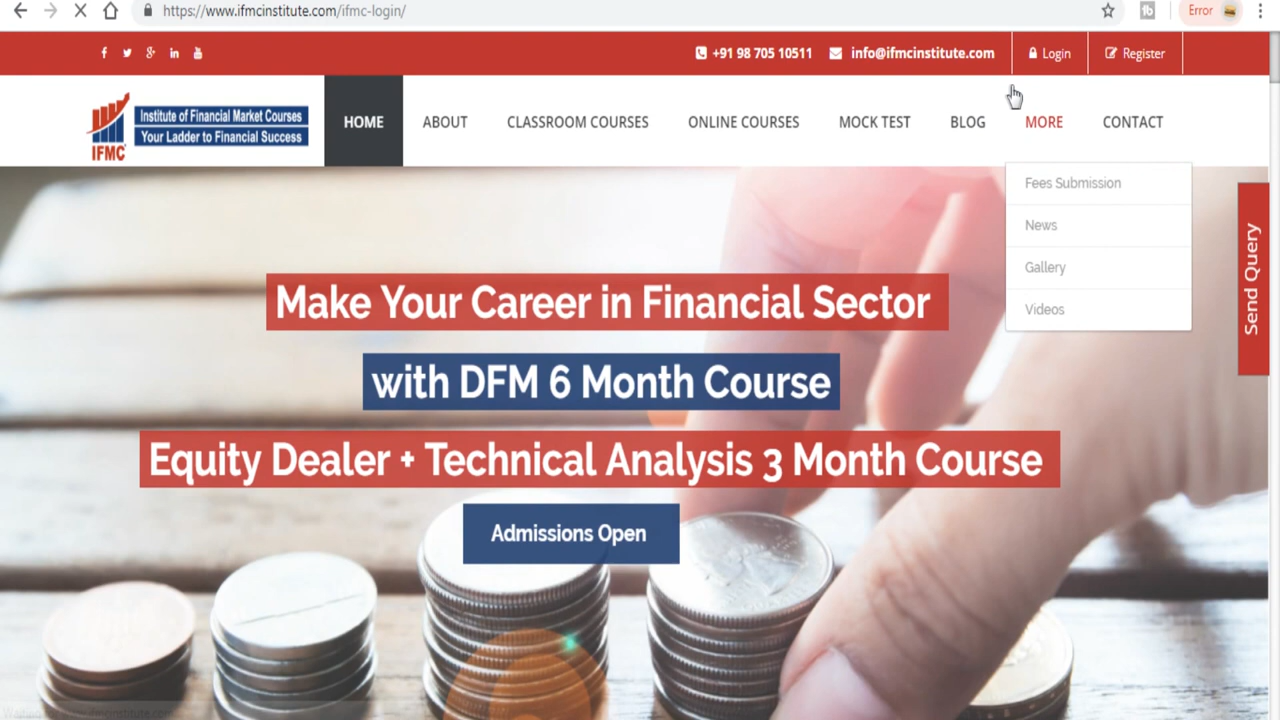 https://www.ifmcinstitute.com/ifmc-login/
Error
+91 98 705 10511
info@ifmcinstitute.com
Login
Register
Institute of Financial Market Courses
Your Ladder to Financial Success
IFMC
HOME
ABOUT
CLASSROOM COURSES
ONLINE COURSES
MOCK TEST
BLOG
MORE
CONTACT
Fees Submission
News
Gallery
Videos
Send Query
Make Your Career in Financial Sector
with DFM 6 Month Course
Equity Dealer + Technical Analysis 3 Month Course
Admissions Open